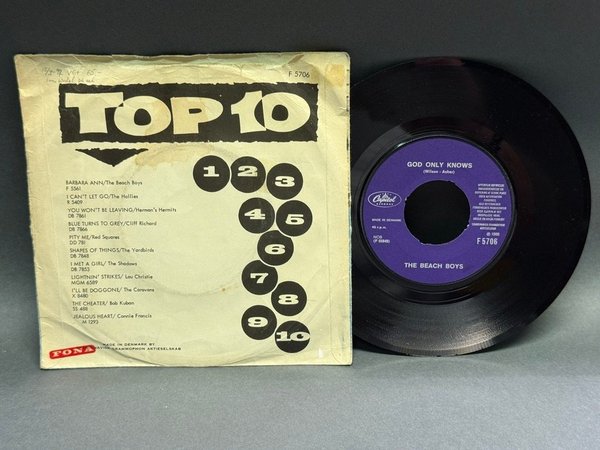 F 5706
TOP 10
BARBARA ANN/The Beach Boys
F 5561
I CAN'T LET GO/The Hollies
R 5409
YOU WON'T BE LEAVING/Herman's Hermits
DB 7861
BLUE TURNS TO GREY/Cliff Richard
DB 7866
PITY ME/Red Squares
DD 781
SHAPES OF THINGS/The Yardbirds
DB 7848
I MET A GIRL/ The Shadows
DB 7853
LIGHTNIN' STRIKES/ Lou Christie
MGM 6589
I'LL BE DOGGONE/ The Caravans
X 8480
THE CHEATER/ Bob Kuban
SS 488
JEALOUS HEART/ Connie Francis
M 1293
1 2 3
4 5
6
7
8
9 10
FONA
MADE IN DENMARK BY
GRAMMOPHON AKTIESELSKAB
GOD ONLY KNOWS
(Wilson - Asher)
Capitol
RECORDS
MADE IN DENMARK
45 r.p.m.
NCB
F 5706
THE BEACH BOYS